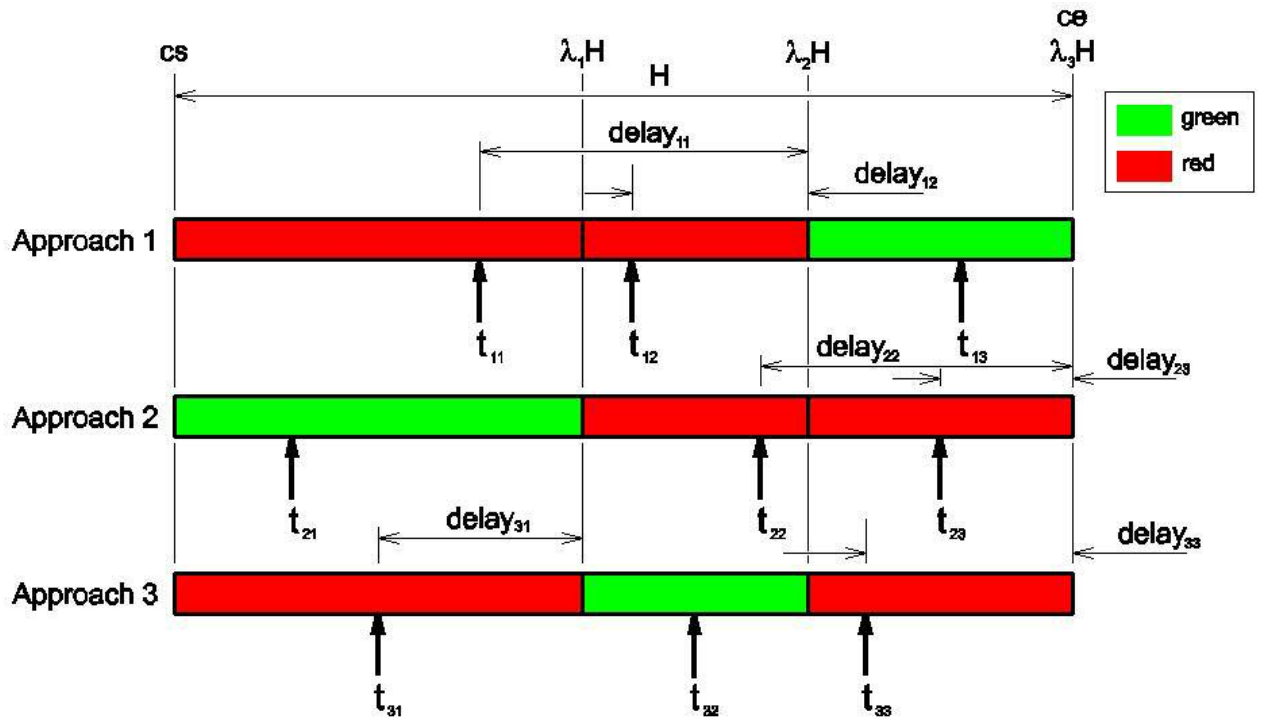 ce
cs λ₁H λ₂H λ₃H
H
green
red
delay₁₁
delay₁₂
Approach 1
t₁₁ t₁₂ t₁₃
delay₂₂ delay₂₃
Approach 2
t₂₁ t₂₂ t₂₃
delay₃₁ delay₃₃
Approach 3
t₃₁ t₃₂ t₃₃